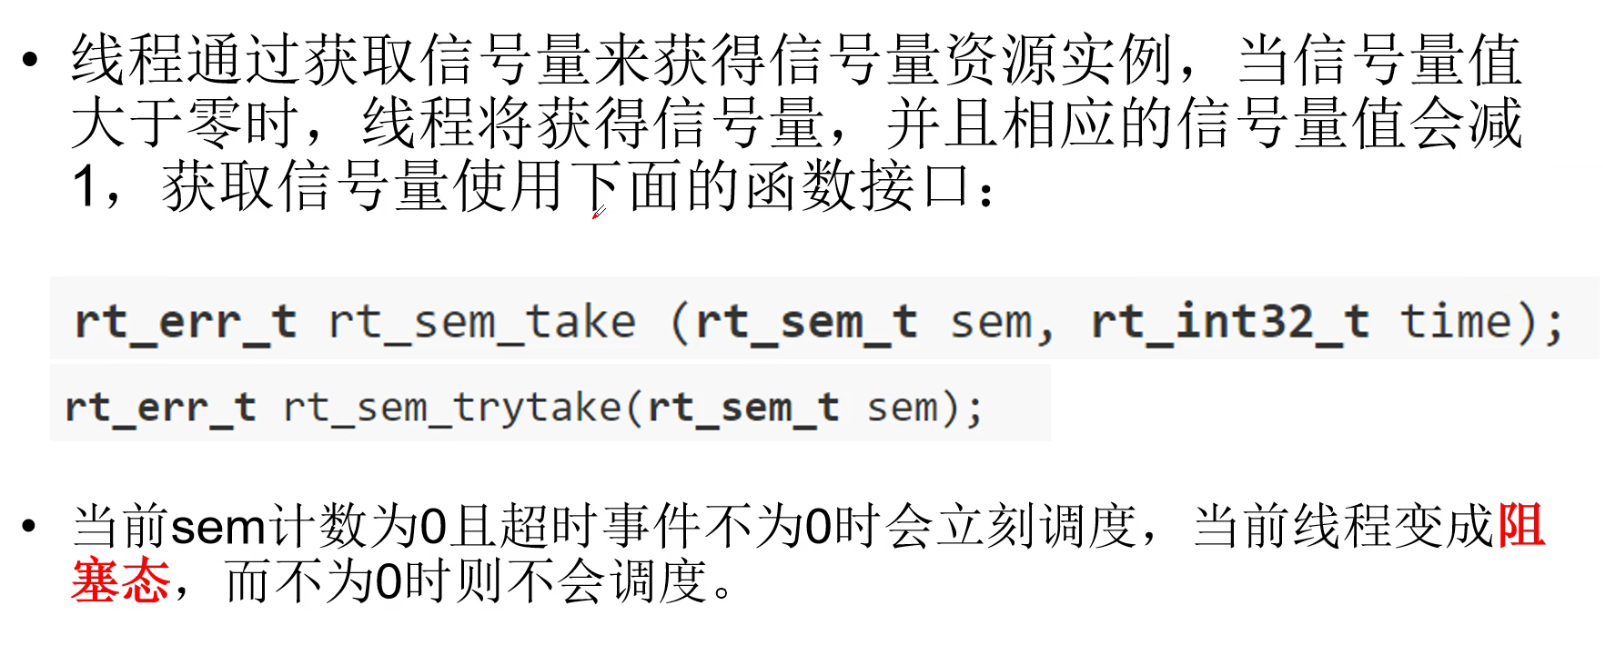 • 线程通过获取信号量来获得信号量资源实例，当信号量值
大于零时，线程将获得信号量，并且相应的信号量值会减
1，获取信号量使用下面的函数接口：
rt_err_t rt_sem_take (rt_sem_t sem, rt_int32_t time);
rt_err_t rt_sem_trytake(rt_sem_t sem);
• 当前sem计数为0且超时事件不为0时会立刻调度，当前线程变成阻
塞态，而不为0时则不会调度。